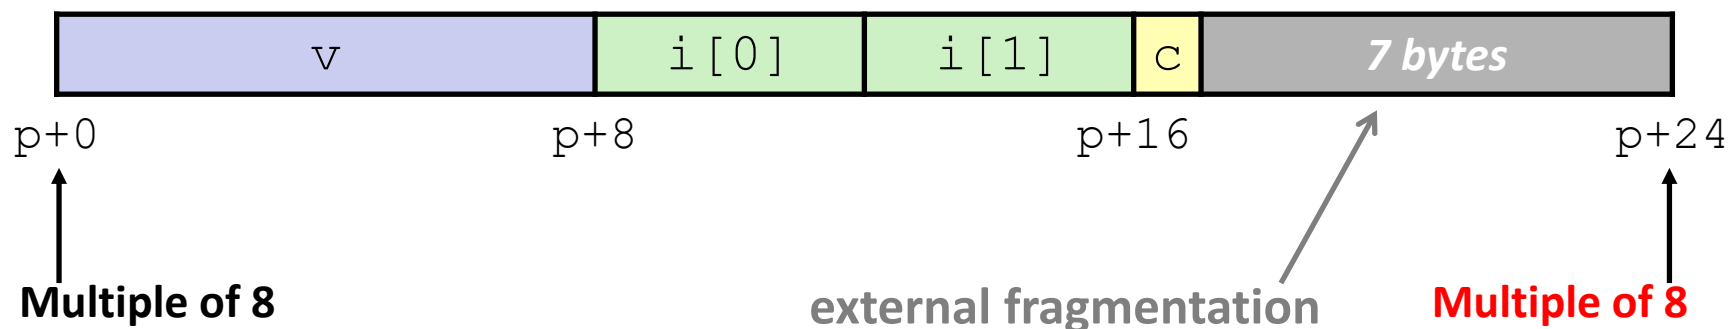 v i[0] i[1] c 7 bytes
p+0 p+8 p+16 p+24
Multiple of 8 external fragmentation Multiple of 8